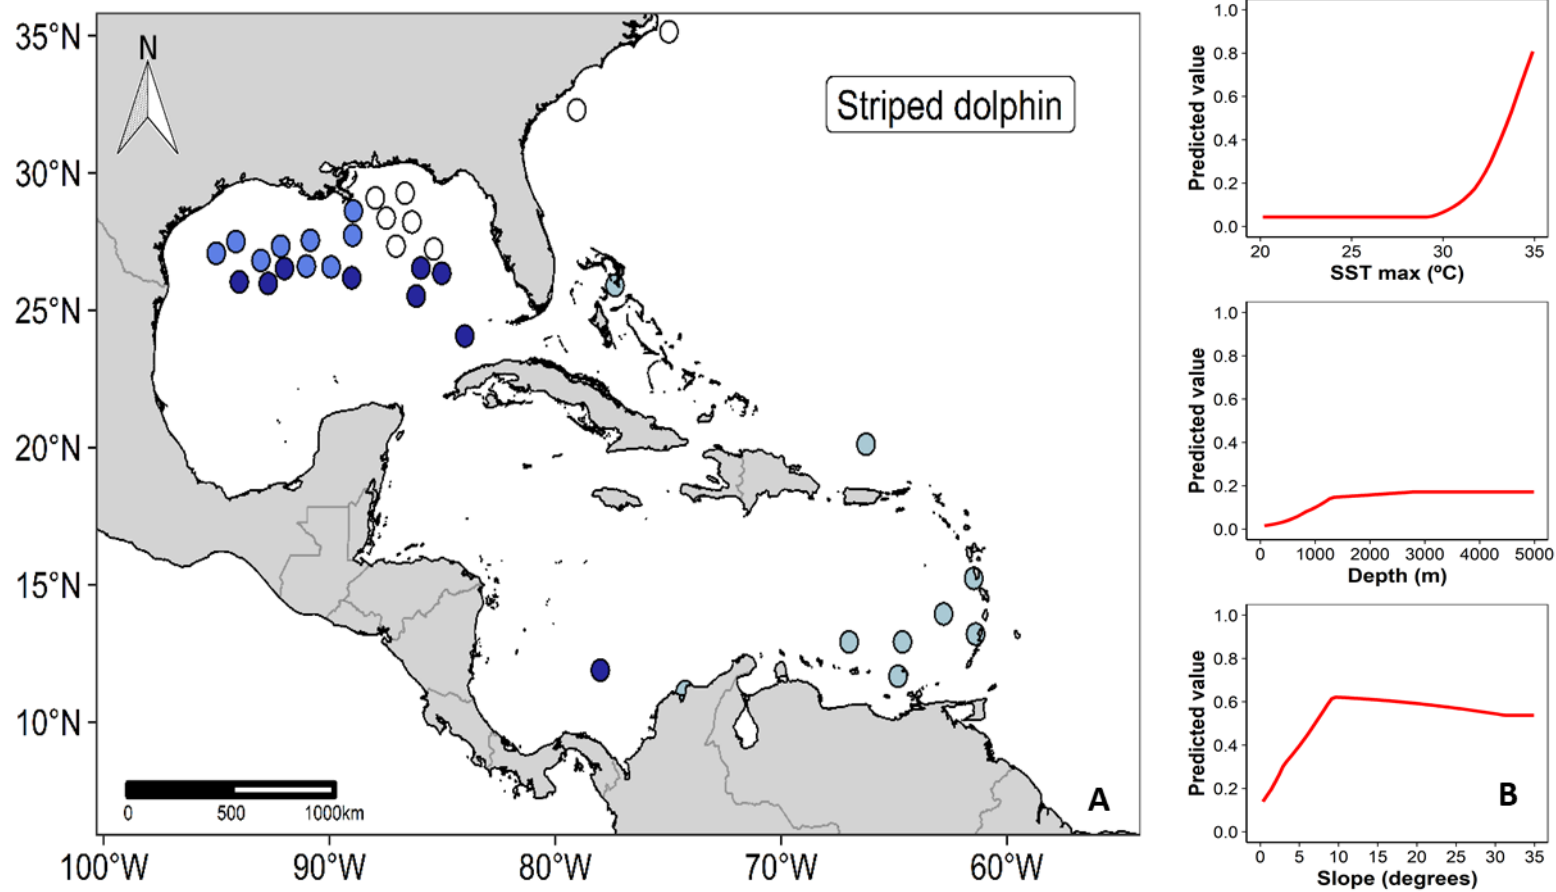 35°N
30°N
25°N
20°N
15°N
10°N
N
Striped dolphin
A
0 500 1000km
100°W 90°W 80°W 70°W 60°W
Predicted value
1.0
0.8
0.6
0.4
0.2
0.0
20 25 30 35
SST max (ºC)
Predicted value
1.0
0.8
0.6
0.4
0.2
0.0
0 1000 2000 3000 4000 5000
Depth (m)
Predicted value
1.0
0.8
0.6
0.4
0.2
0.0
B
0 5 10 15 20 25 30 35
Slope (degrees)